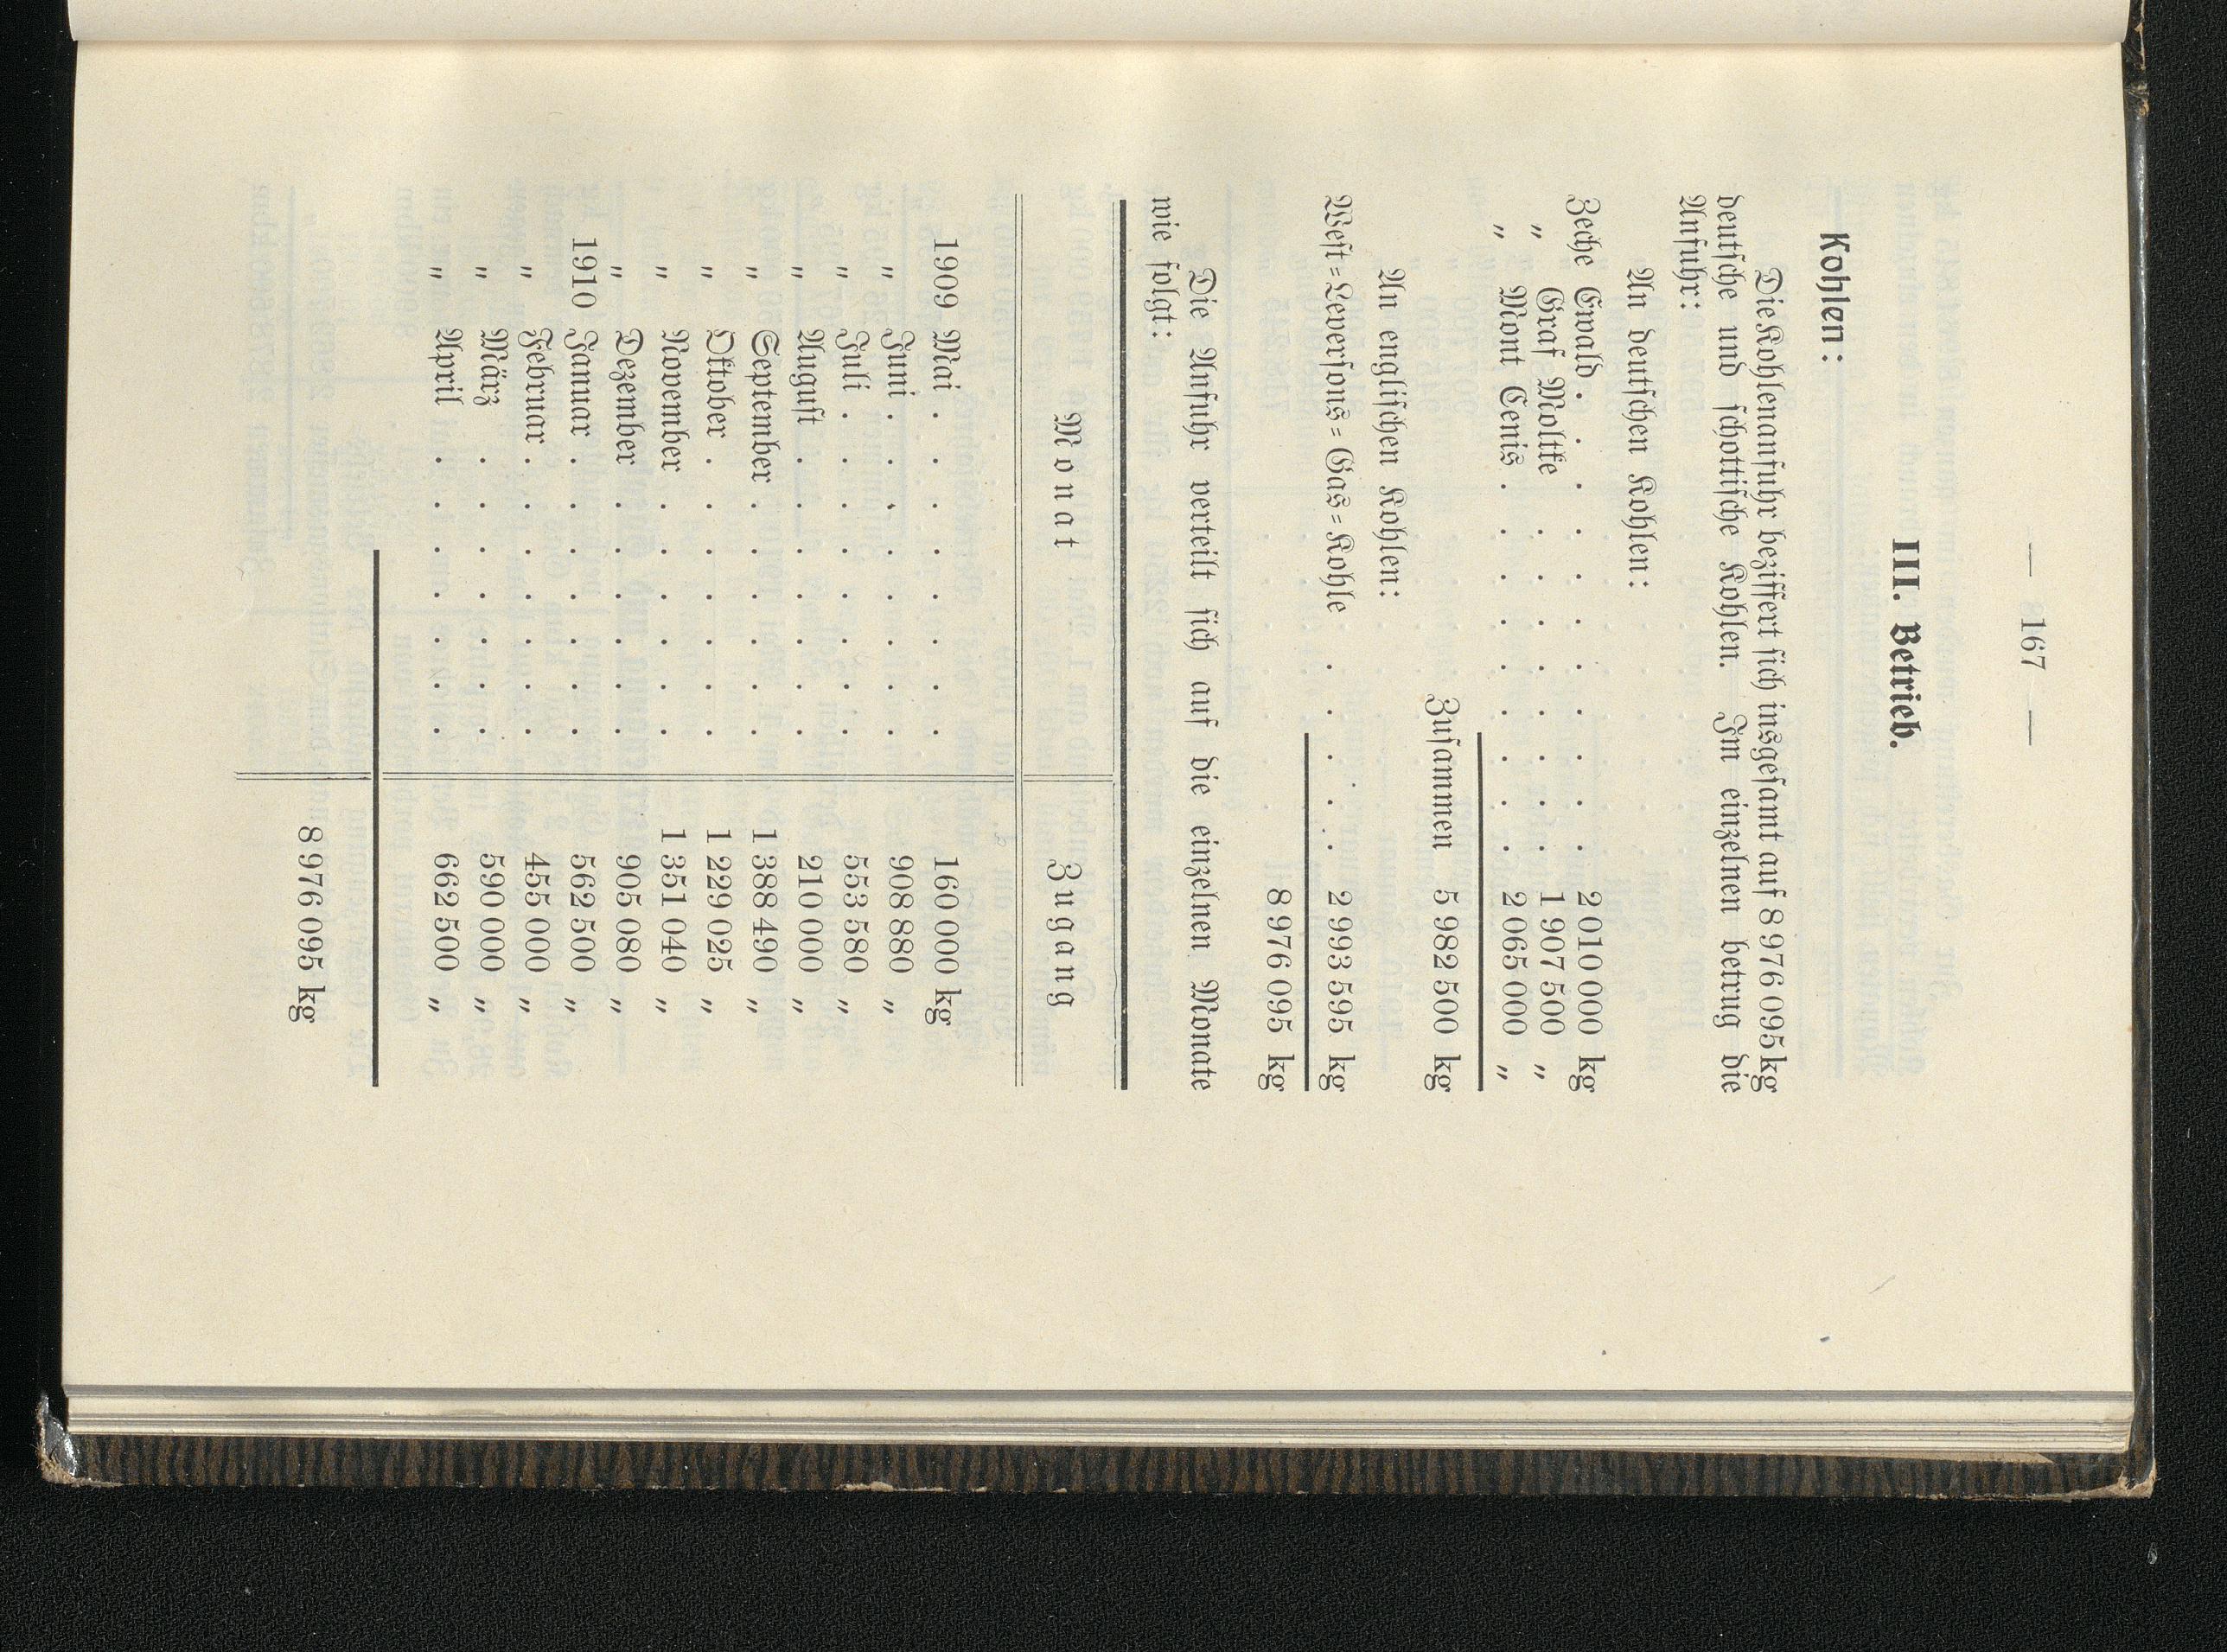 — 167 —
III. Betrieb.
Kohlen:
Die Kohlenanfuhr beziffert sich insgesamt auf 8 976 095 kg
deutsche und schottische Kohlen. Im einzelnen betrug die
Anfuhr:
An deutschen Kohlen:
Zeche Ewald . . . . . . . . . . 2 010 000 kg
„ Graf Moltke . . . . . . . . 1 907 500 „
„ Mont Cenis . . . . . . . . 2 065 000 „
Zusammen 5 982 500 kg
An englischen Kohlen:
West=Leversons=Gas=Kohle . . . . . 2 993 595 kg
8 976 095 kg
Die Anfuhr verteilt sich auf die einzelnen Monate
wie folgt:
Monat Zugang
1909 Mai . . . . . . . . 160 000 kg
„ Juni . . . . . . . . 908 880 „
„ Juli . . . . . . . . 553 580 „
„ August . . . . . . . 210 000 „
„ September . . . . . . 1 388 490 „
„ Oktober . . . . . . . 1 229 025 „
„ November . . . . . . 1 351 040 „
„ Dezember . . . . . . 905 080 „
1910 Januar . . . . . . . 562 500 „
„ Februar . . . . . . . 455 000 „
„ März . . . . . . . 590 000 „
„ April . . . . . . . 662 500 „
8 976 095 kg